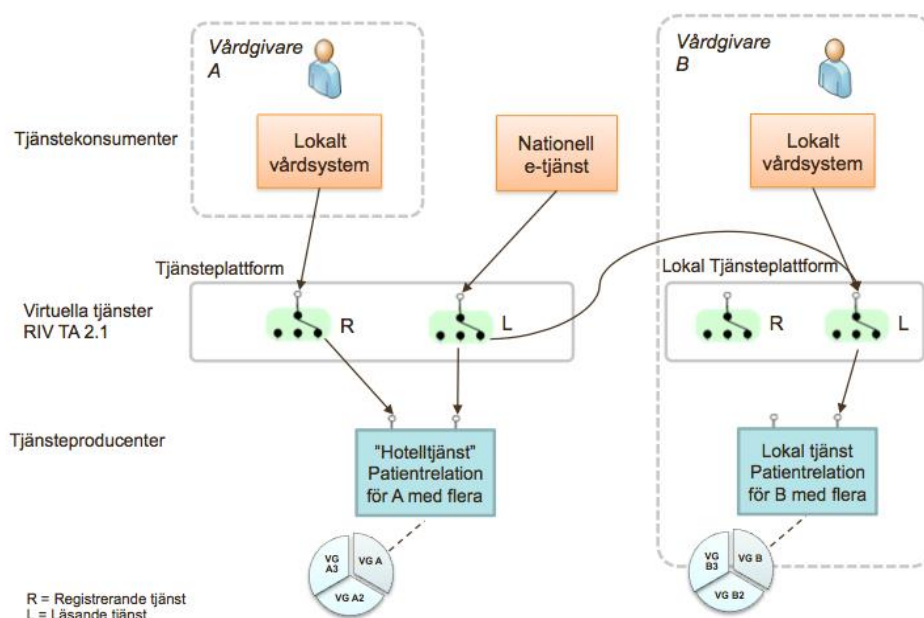 Vårdgivare
A
Vårdgivare
B
Tjänstekonsumenter
Lokalt
vårdsystem
Nationell
e-tjänst
Lokalt
vårdsystem
Tjänsteplattform
Lokal Tjänsteplattform
Virtuella tjänster
RIV TA 2.1
R
L
R
L
Tjänsteproducenter
"Hotelltjänst"
Patientrelation
för A med flera
Lokal tjänst
Patientrelation
för B med flera
VG
A3
VG A
VG A2
VG
B3
VG B
VG B2
R = Registrerande tjänst
L = Läsande tjänst